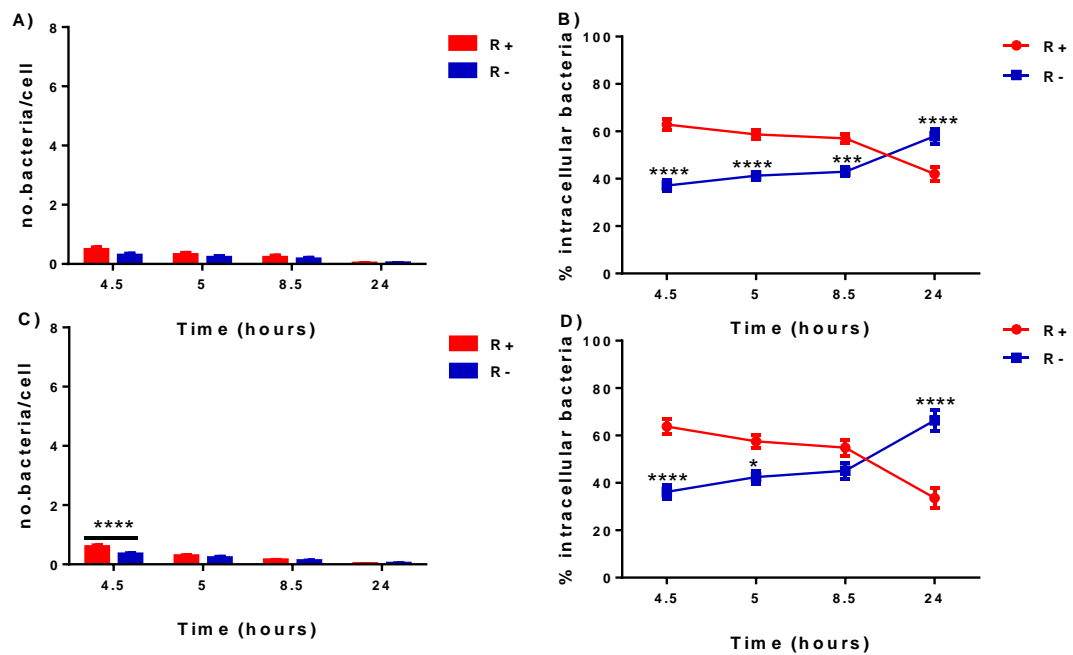 A)
no.bacteria/cell
8
6
4
2
0
4.5 5 8.5 24
Time (hours)
R+
R-
B)
% intracellular bacteria
100
80
60
40
20
0
**** **** *** ****
4.5 5 8.5 24
Time (hours)
R+
R-
C)
no.bacteria/cell
8
6
4
2
0
****
4.5 5 8.5 24
Time (hours)
R+
R-
D)
% intracellular bacteria
100
80
60
40
20
0
**** * ****
4.5 5 8.5 24
Time (hours)
R+
R-